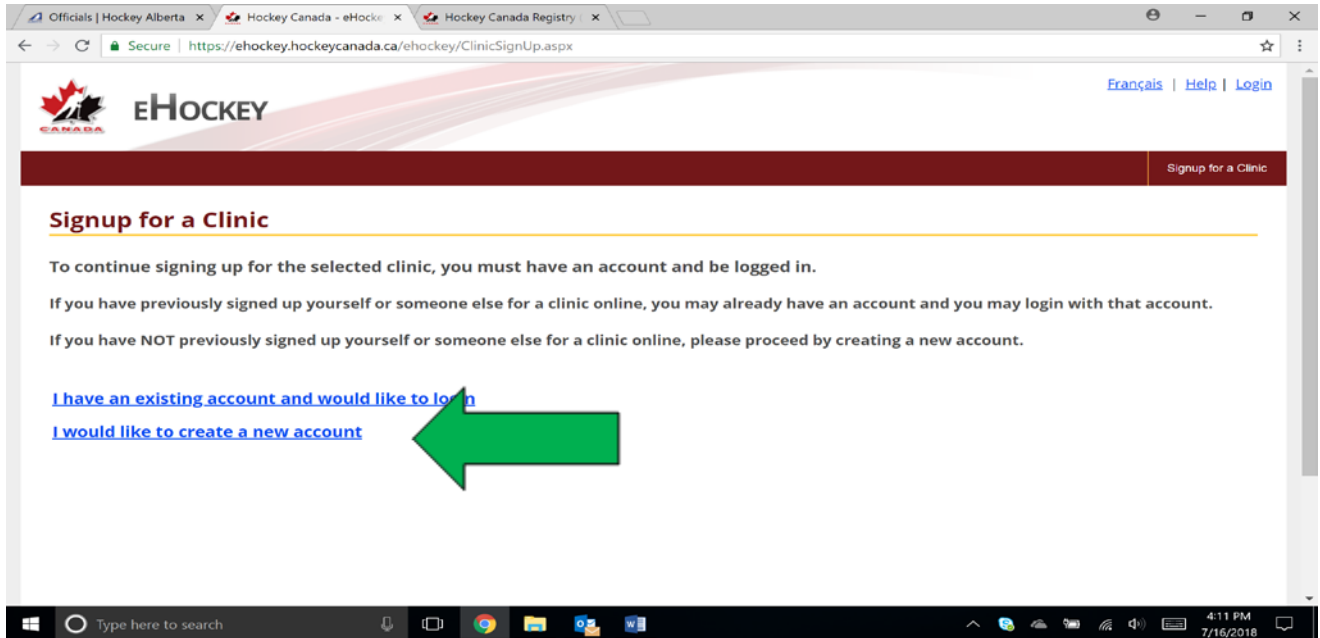 Officials | Hockey Alberta
Hockey Canada - eHocke
Hockey Canada Registry (
Secure | https://ehockey.hockeycanada.ca/ehockey/ClinicSignUp.aspx
Français | Help | Login
CANADA
EHOCKEY
Signup for a Clinic
Signup for a Clinic
To continue signing up for the selected clinic, you must have an account and be logged in.
If you have previously signed up yourself or someone else for a clinic online, you may already have an account and you may login with that account.
If you have NOT previously signed up yourself or someone else for a clinic online, please proceed by creating a new account.
I have an existing account and would like to login
I would like to create a new account
Type here to search
4:11 PM
7/16/2018